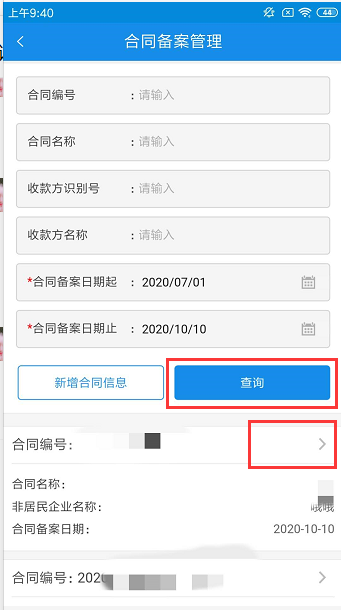 上午9:40
44
合同备案管理
合同编号 : 请输入
合同名称 : 请输入
收款方识别号 : 请输入
收款方名称 : 请输入
*合同备案日期起 : 2020/07/01
*合同备案日期止 : 2020/10/10
新增合同信息 查询
合同编号:
合同名称:
非居民企业名称: 哦哦
合同备案日期: 2020-10-10
合同编号: 202